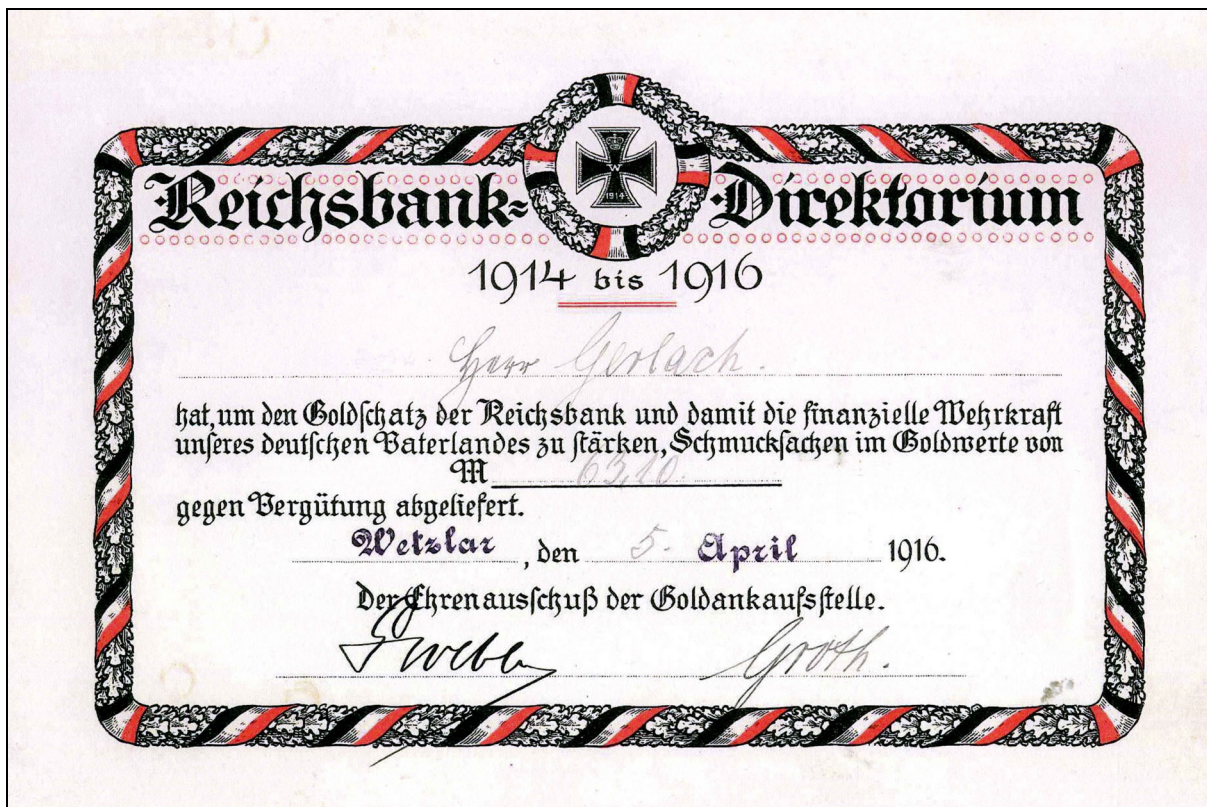 Reichsbank-Direktorium
1914
1914 bis 1916
Herr Gerlach.
hat, um den Goldschatz der Reichsbank und damit die finanzielle Wehrkraft
unseres deutschen Vaterlandes zu stärken, Schmucksachen im Goldwerte von
M 63,10.
gegen Vergütung abgeliefert.
Wetzlar, den 5. April 1916.
Der Ehrenausschuß der Goldankaufsstelle.
Groth.